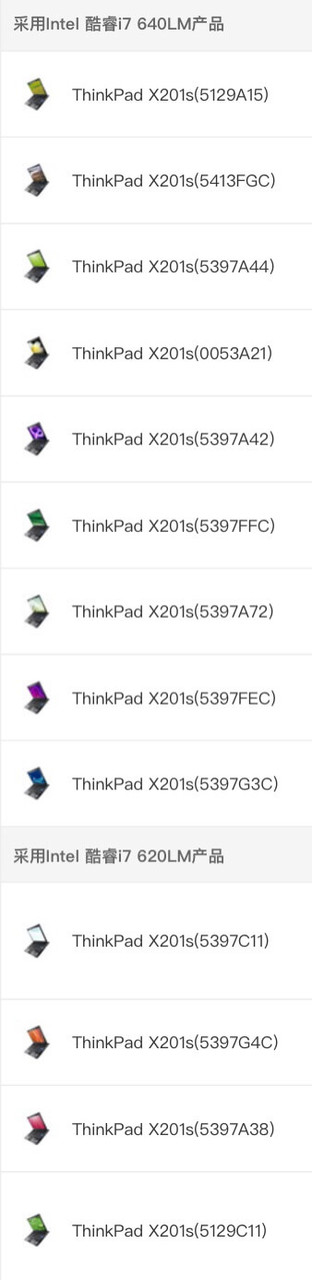 采用Intel 酷睿i7 640LM产品
ThinkPad X201s(5129A15)
ThinkPad X201s(5413FGC)
ThinkPad X201s(5397A44)
ThinkPad X201s(0053A21)
ThinkPad X201s(5397A42)
ThinkPad X201s(5397FFC)
ThinkPad X201s(5397A72)
ThinkPad X201s(5397FEC)
ThinkPad X201s(5397G3C)
采用Intel 酷睿i7 620LM产品
ThinkPad X201s(5397C11)
ThinkPad X201s(5397G4C)
ThinkPad X201s(5397A38)
ThinkPad X201s(5129C11)